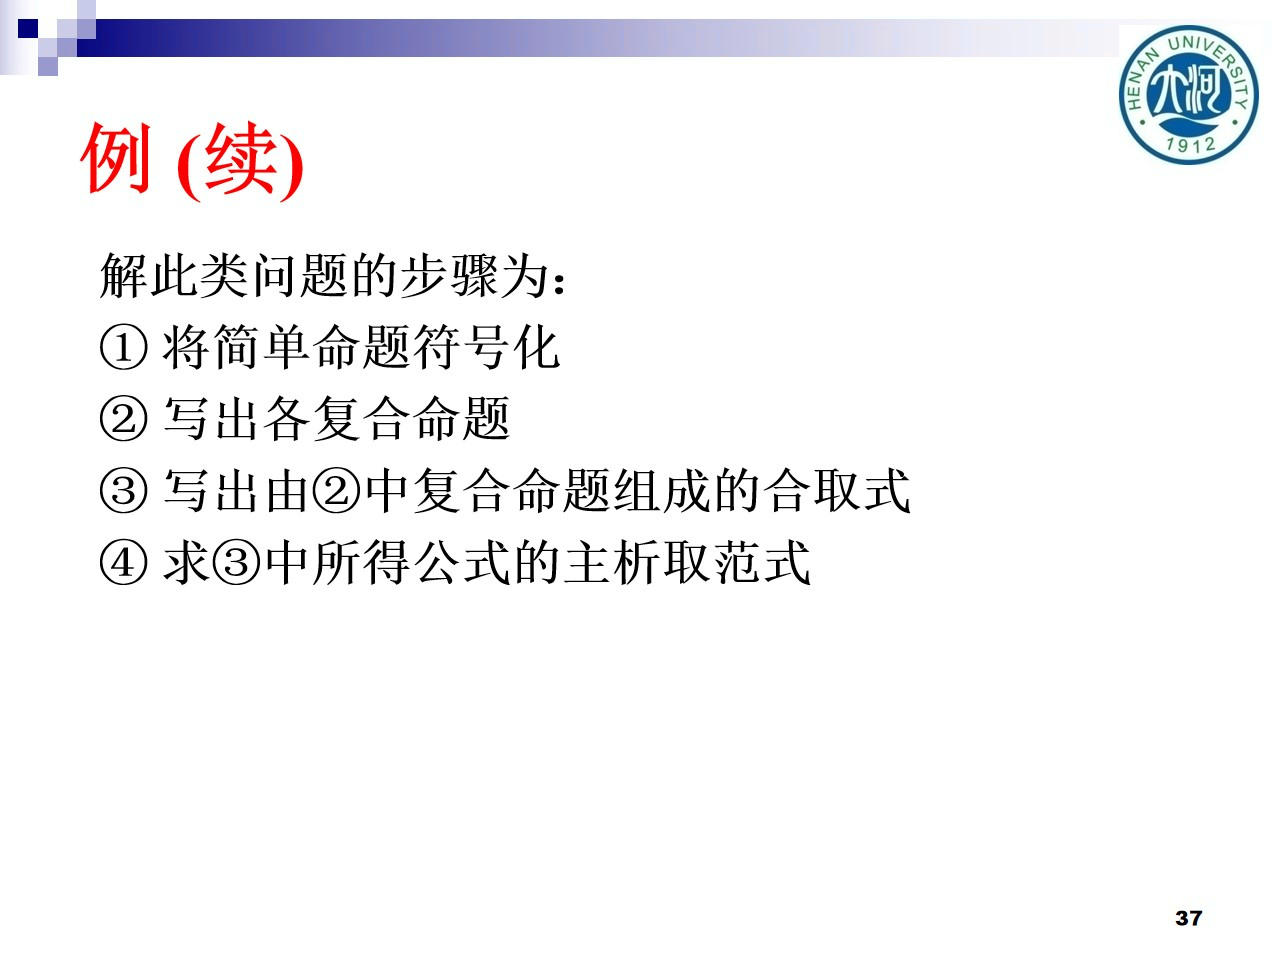 HENAN UNIVERSITY
1912
例 (续)
解此类问题的步骤为：
① 将简单命题符号化
② 写出各复合命题
③ 写出由②中复合命题组成的合取式
④ 求③中所得公式的主析取范式
37